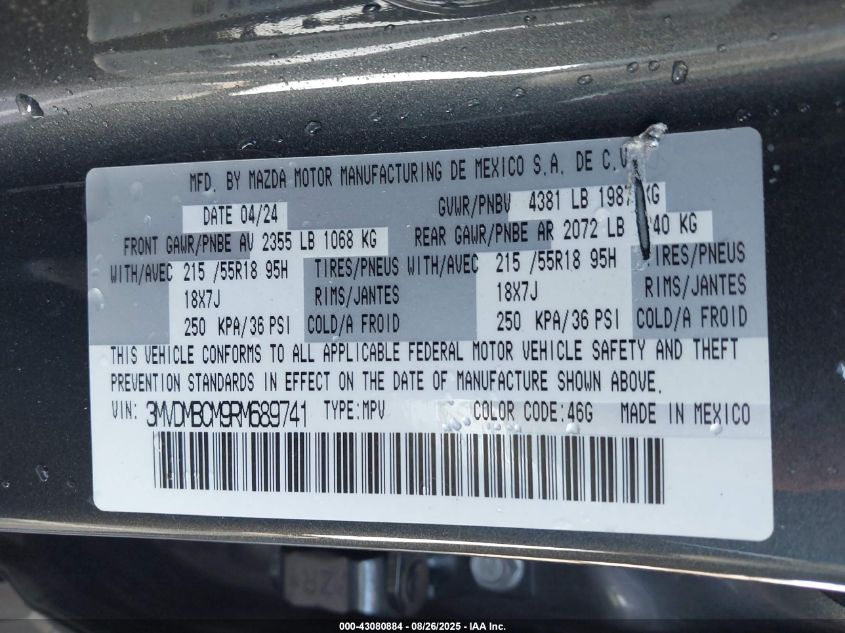 MFD. BY MAZDA MOTOR MANUFACTURING DE MEXICO S.A. DE C.V
DATE 04/24 GVWR/PNBV 4381 LB 1987 KG
FRONT GAWR/PNBE AV 2355 LB 1068 KG REAR GAWR/PNBE AR 2072 LB 40 KG
WITH/AVEC 215 /55R18 95H TIRES/PNEUS WITH/AVEC 215 /55R18 95H TIRES/PNEUS
18X7J RIMS/JANTES 18X7J RIMS/JANTES
250 KPA/36 PSI COLD/A FROID 250 KPA/36 PSI COLD/A FROID
THIS VEHICLE CONFORMS TO ALL APPLICABLE FEDERAL MOTOR VEHICLE SAFETY AND THEFT
PREVENTION STANDARDS IN EFFECT ON THE DATE OF MANUFACTURE SHOWN ABOVE.
VIN: 3MVDMBCM9RM689741 TYPE:MPV COLOR CODE:46G MADE IN MEXICO
000-43080884 - 08/26/2025 - IAA Inc.